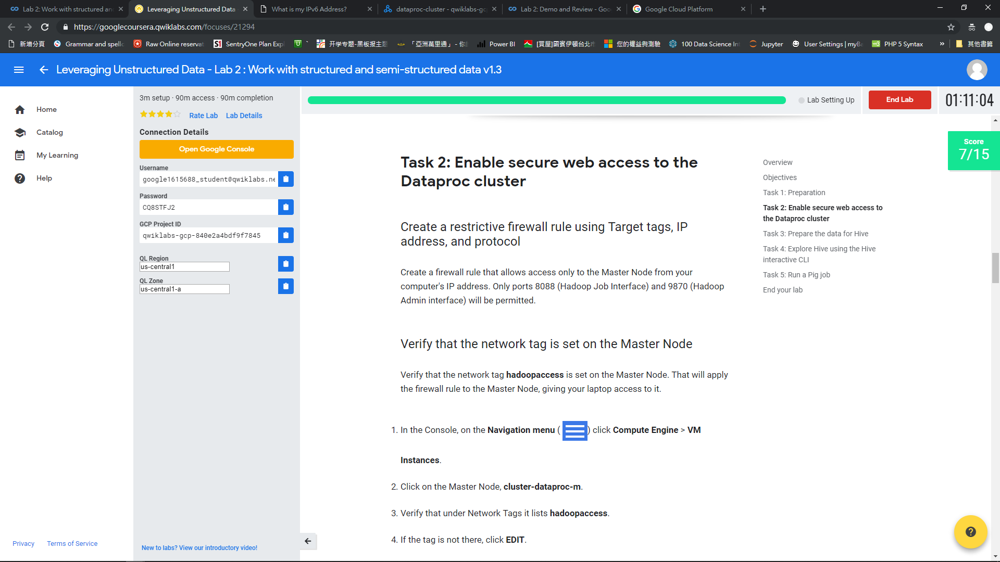 Lab 2: Work with structured an
Leveraging Unstructured Data
What is my IPv6 Address?
dataproc-cluster - qwiklabs-gc
Lab 2: Demo and Review - Goo
Google Cloud Platform
https://googlecoursera.qwiklabs.com/focuses/21294
新增分頁
Grammar and spellc
Raw Online reservat
SentryOne Plan Expl
开学专题-黑板报主题
「亞洲萬里通」 - 你的
Power BI
[買屋]國賓伊頓台北市
您的權益與測驗
100 Data Science Int
Jupyter
User Settings | myBa
PHP 5 Syntax
»
其他書籤
Leveraging Unstructured Data - Lab 2 : Work with structured and semi-structured data v1.3
Home
Catalog
My Learning
Help
Privacy
Terms of Service
3m setup · 90m access · 90m completion
Rate Lab
Lab Details
Connection Details
Open Google Console
Username
google1615688_student@qwiklabs.ne
Password
CQ8STFJ2
GCP Project ID
qwiklabs-gcp-840e2a4bdf9f7845
QL Region
us-central1
QL Zone
us-central1-a
New to labs? View our introductory video!
Lab Setting Up
End Lab
01:11:04
Score
7/15
Task 2: Enable secure web access to the
Dataproc cluster
Create a restrictive firewall rule using Target tags, IP
address, and protocol
Create a firewall rule that allows access only to the Master Node from your
computer's IP address. Only ports 8088 (Hadoop Job Interface) and 9870 (Hadoop
Admin interface) will be permitted.
Verify that the network tag is set on the Master Node
Verify that the network tag hadoopaccess is set on the Master Node. That will apply
the firewall rule to the Master Node, giving your laptop access to it.
1. In the Console, on the Navigation menu ( ) click Compute Engine > VM
Instances.
2. Click on the Master Node, cluster-dataproc-m.
3. Verify that under Network Tags it lists hadoopaccess.
4. If the tag is not there, click EDIT.
Overview
Objectives
Task 1: Preparation
Task 2: Enable secure web access to
the Dataproc cluster
Task 3: Prepare the data for Hive
Task 4: Explore Hive using the Hive
interactive CLI
Task 5: Run a Pig job
End your lab